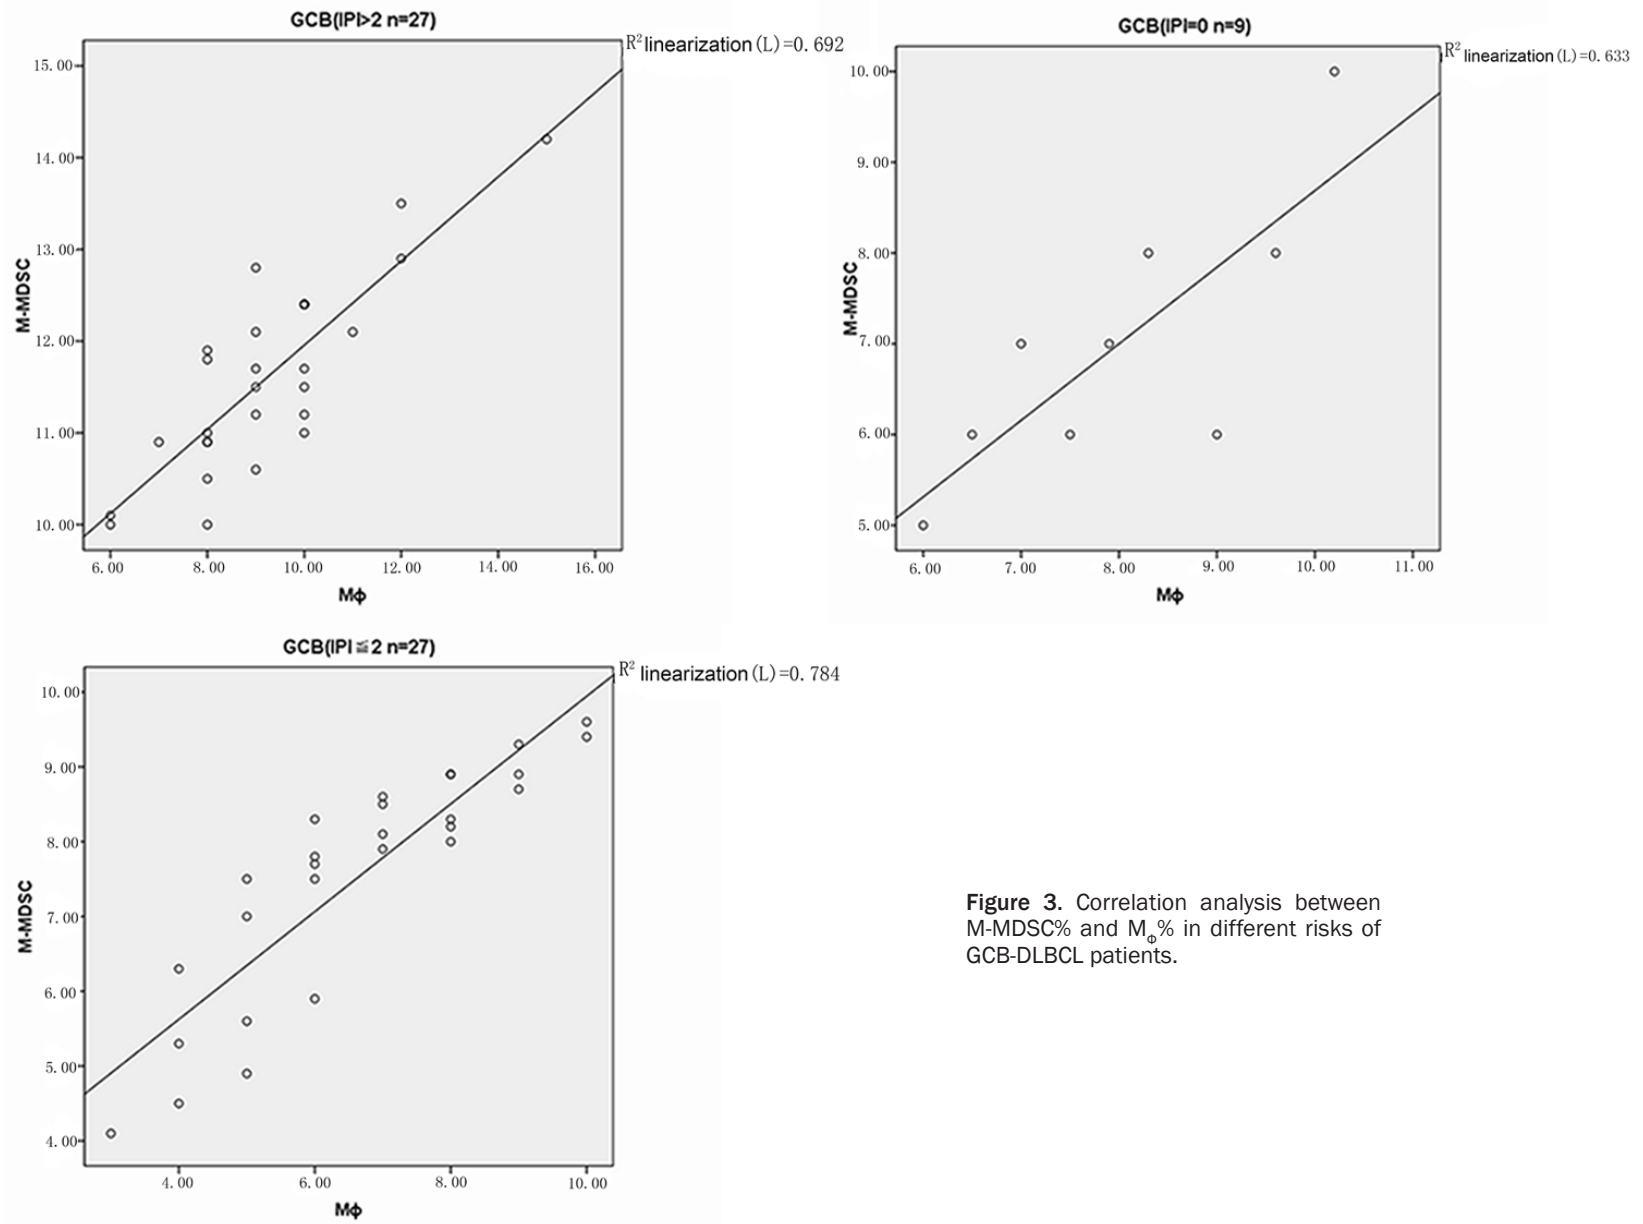 GCB(IPI>2 n=27)
R² linearization (L)=0.692
15.00
14.00
13.00
12.00
11.00
10.00
M-MDSC
6.00 8.00 10.00 12.00 14.00 16.00
Mϕ
GCB(IPI=0 n=9)
R² linearization (L)=0.633
10.00
9.00
8.00
7.00
6.00
5.00
M-MDSC
6.00 7.00 8.00 9.00 10.00 11.00
Mϕ
GCB(IPI≦2 n=27)
R² linearization (L)=0.784
10.00
9.00
8.00
7.00
6.00
5.00
4.00
M-MDSC
4.00 6.00 8.00 10.00
Mϕ
Figure 3. Correlation analysis between
M-MDSC% and MΦ% in different risks of
GCB-DLBCL patients.